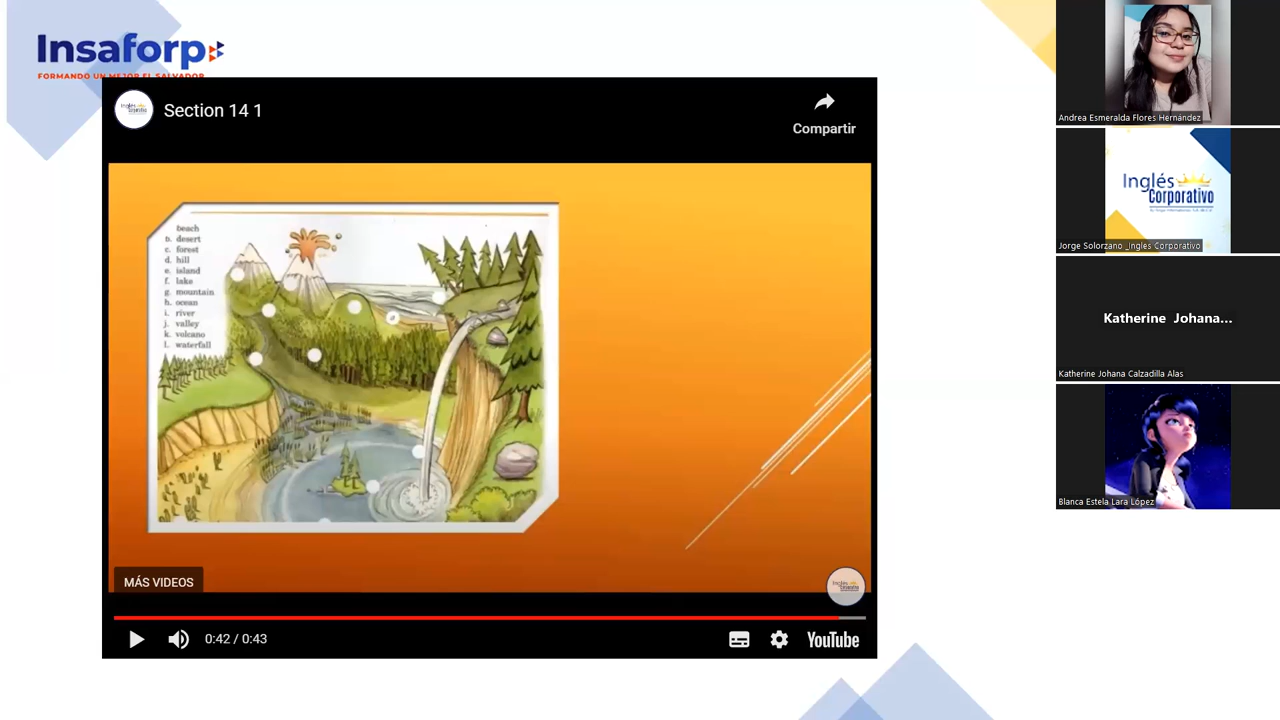 Insaforp
FORMANDO UN MEJOR EL SALVADOR
Section 14 1
Compartir
beach
b. desert
c. forest
d. hill
e. island
f. lake
g. mountain
h. ocean
i. river
j. valley
k. volcano
l. waterfall
a
MÁS VIDEOS
0:42 / 0:43
YouTube
Andrea Esmeralda Flores Hernández
Inglés
Corporativo
Jorge Solorzano _Ingles Corporativo
Katherine Johana...
Katherine Johana Calzadilla Alas
Blanca Estela Lara López